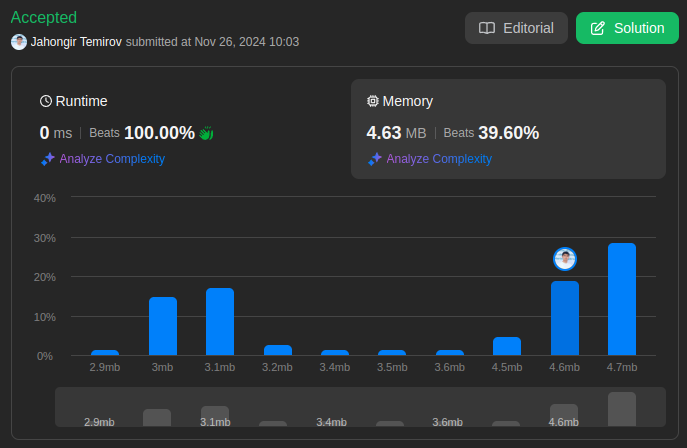 Accepted
Editorial
Solution
Jahongir Temirov submitted at Nov 26, 2024 10:03
Runtime
0 ms | Beats 100.00%
Analyze Complexity
Memory
4.63 MB | Beats 39.60%
Analyze Complexity
40%
30%
20%
10%
0%
2.9mb 3mb 3.1mb 3.2mb 3.4mb 3.5mb 3.6mb 4.5mb 4.6mb 4.7mb
2.9mb 3.1mb 3.4mb 3.6mb 4.6mb